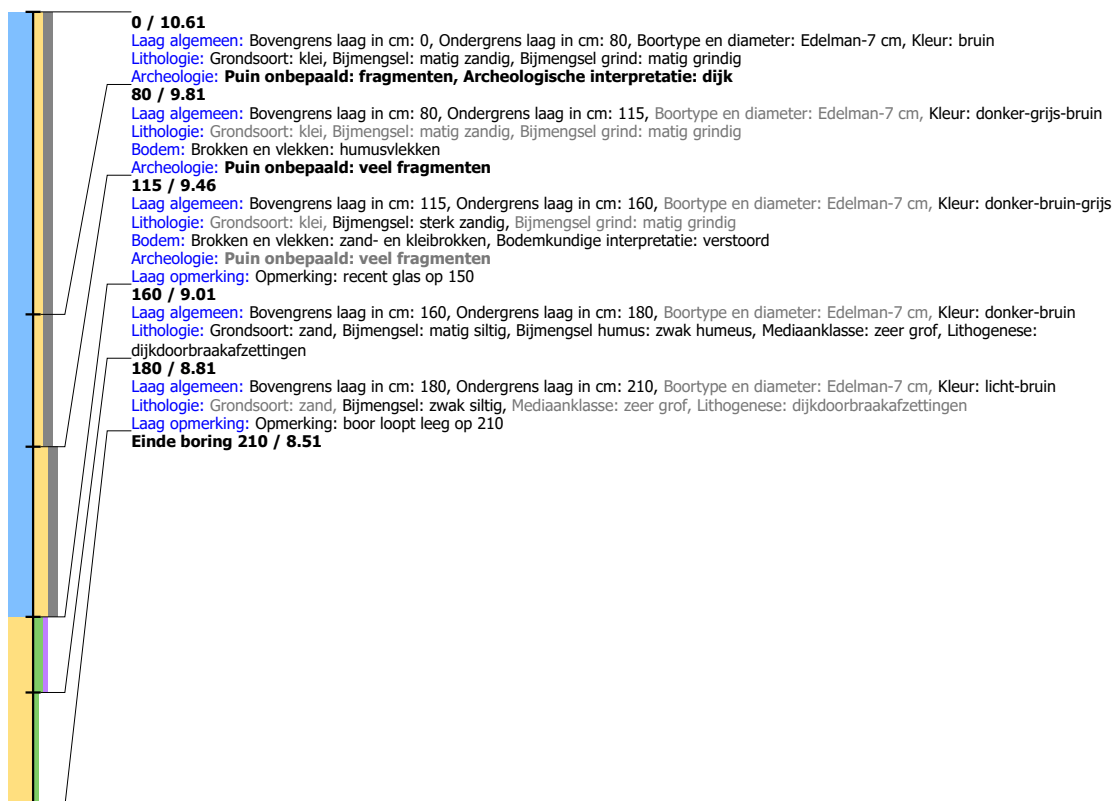 0 / 10.61
Laag algemeen: Bovengrens laag in cm: 0, Ondergrens laag in cm: 80, Boortype en diameter: Edelman-7 cm, Kleur: bruin
Lithologie: Grondsoort: klei, Bijmengsel: matig zandig, Bijmengsel grind: matig grindig
Archeologie: Puin onbepaald: fragmenten, Archeologische interpretatie: dijk
80 / 9.81
Laag algemeen: Bovengrens laag in cm: 80, Ondergrens laag in cm: 115, Boortype en diameter: Edelman-7 cm, Kleur: donker-grijs-bruin
Lithologie: Grondsoort: klei, Bijmengsel: matig zandig, Bijmengsel grind: matig grindig
Bodem: Brokken en vlekken: humusvlekken
Archeologie: Puin onbepaald: veel fragmenten
115 / 9.46
Laag algemeen: Bovengrens laag in cm: 115, Ondergrens laag in cm: 160, Boortype en diameter: Edelman-7 cm, Kleur: donker-bruin-grijs
Lithologie: Grondsoort: klei, Bijmengsel: sterk zandig, Bijmengsel grind: matig grindig
Bodem: Brokken en vlekken: zand- en kleibrokken, Bodemkundige interpretatie: verstoord
Archeologie: Puin onbepaald: veel fragmenten
Laag opmerking: Opmerking: recent glas op 150
160 / 9.01
Laag algemeen: Bovengrens laag in cm: 160, Ondergrens laag in cm: 180, Boortype en diameter: Edelman-7 cm, Kleur: donker-bruin
Lithologie: Grondsoort: zand, Bijmengsel: matig siltig, Bijmengsel humus: zwak humeus, Mediaanklasse: zeer grof, Lithogenese:
dijkdoorbraakafzettingen
180 / 8.81
Laag algemeen: Bovengrens laag in cm: 180, Ondergrens laag in cm: 210, Boortype en diameter: Edelman-7 cm, Kleur: licht-bruin
Lithologie: Grondsoort: zand, Bijmengsel: zwak siltig, Mediaanklasse: zeer grof, Lithogenese: dijkdoorbraakafzettingen
Laag opmerking: Opmerking: boor loopt leeg op 210
Einde boring 210 / 8.51